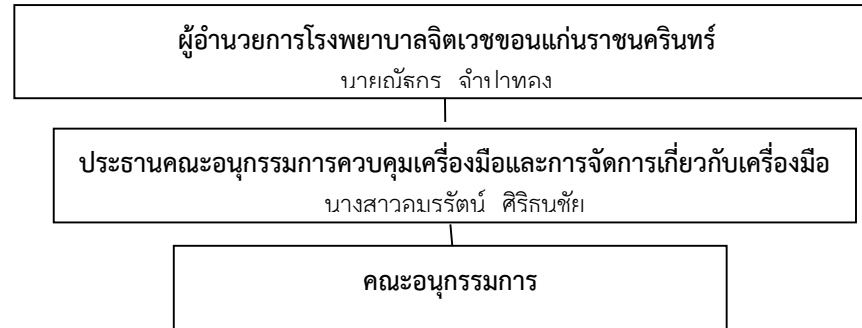 ผู้อำนวยการโรงพยาบาลจิตเวชขอนแก่นราชนครินทร์
นายณัฐกร จำปาทอง
ประธานคณะอนุกรรมการควบคุมเครื่องมือและการจัดการเกี่ยวกับเครื่องมือ
นางสาวอมรรัตน์ ศิริธนชัย
คณะอนุกรรมการ